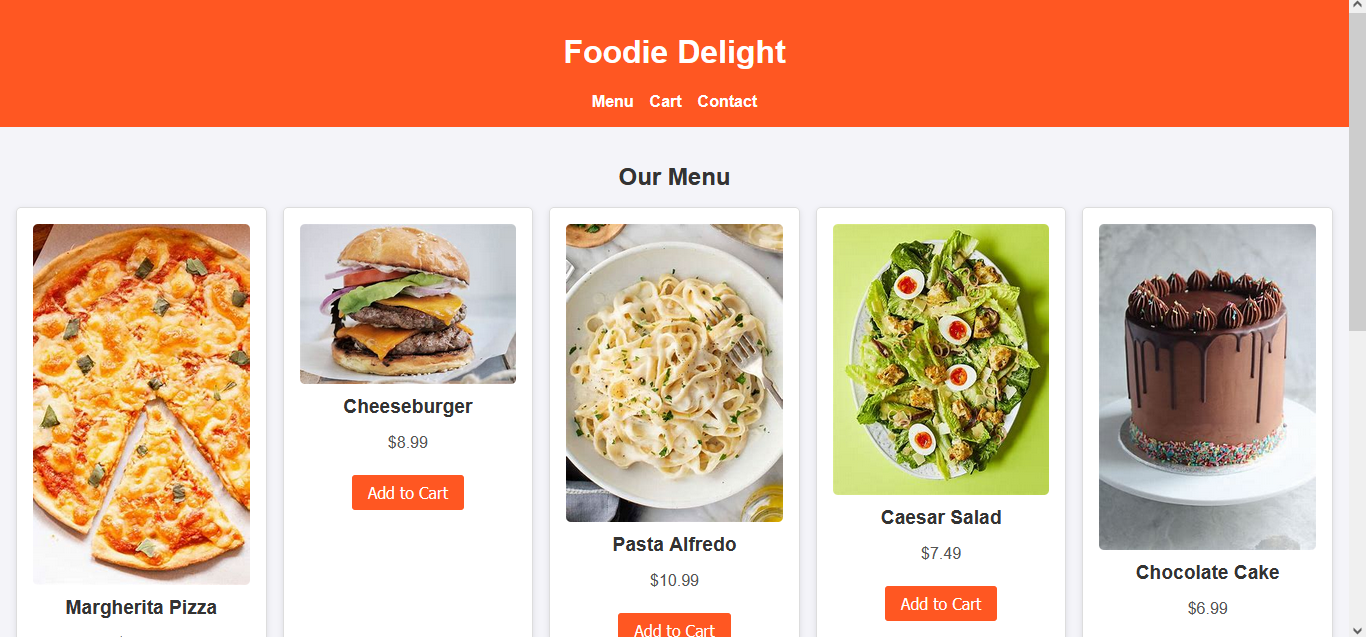 Foodie Delight
Menu Cart Contact
Our Menu
Margherita Pizza
Cheeseburger
$8.99
Add to Cart
Pasta Alfredo
$10.99
Add to Cart
Caesar Salad
$7.49
Add to Cart
Chocolate Cake
$6.99